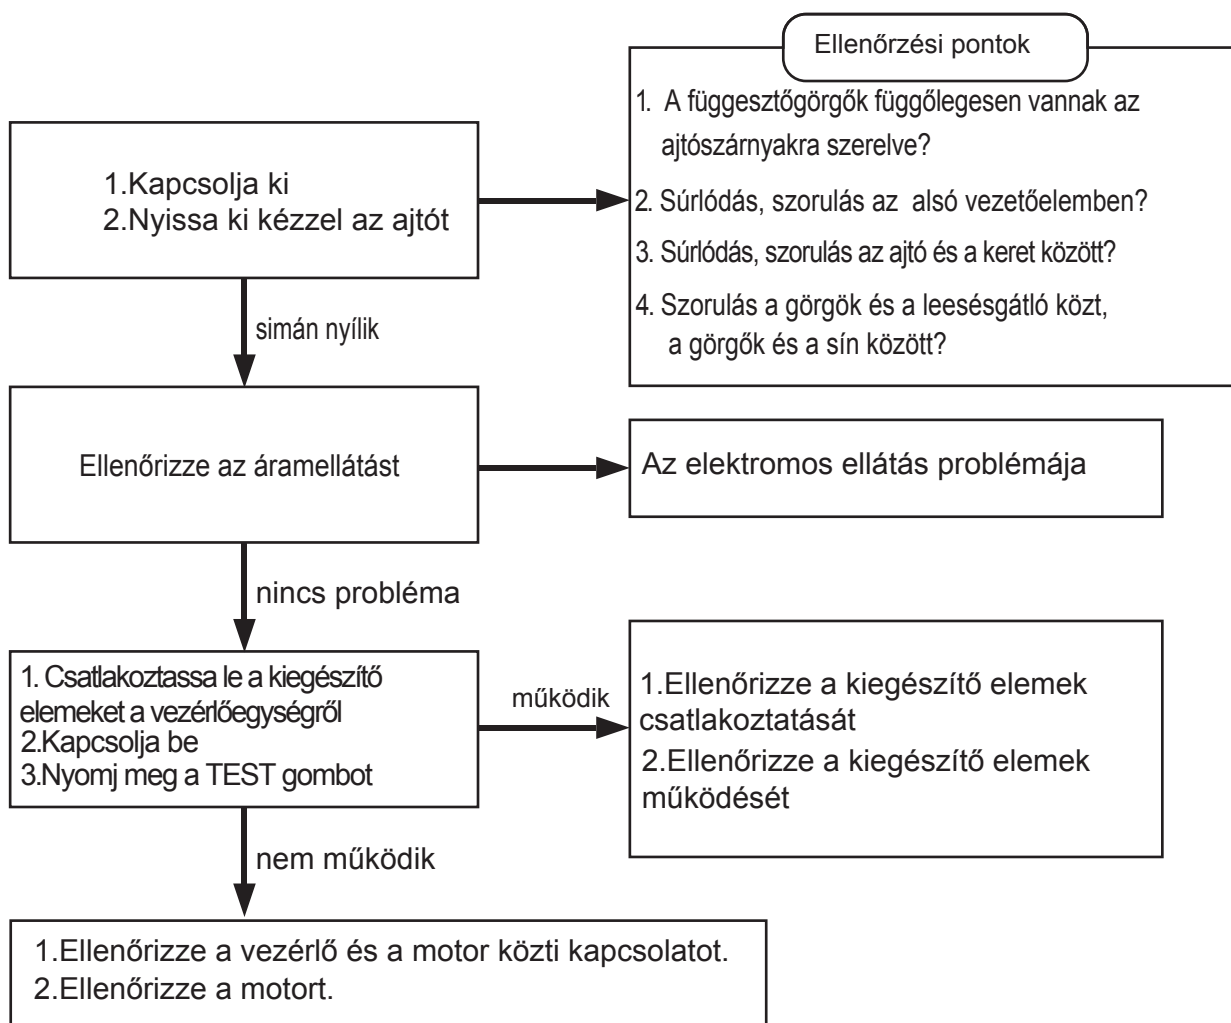 Ellenőrzési pontok
1. A függesztőgörgők függőlegesen vannak az
ajtószárnyakra szerelve?
2. Súrlódás, szorulás az alsó vezetőelemben?
3. Súrlódás, szorulás az ajtó és a keret között?
4. Szorulás a görgök és a leesésgátló közt,
a görgők és a sín között?
1.Kapcsolja ki
2.Nyissa ki kézzel az ajtót
simán nyílik
Ellenőrizze az áramellátást
Az elektromos ellátás problémája
nincs probléma
1. Csatlakoztassa le a kiegészítő
elemeket a vezérlőegységről
2.Kapcsolja be
3.Nyomj meg a TEST gombot
működik
1.Ellenőrizze a kiegészítő elemek
csatlakoztatását
2.Ellenőrizze a kiegészítő elemek
működését
nem működik
1.Ellenőrizze a vezérlő és a motor közti kapcsolatot.
2.Ellenőrizze a motort.